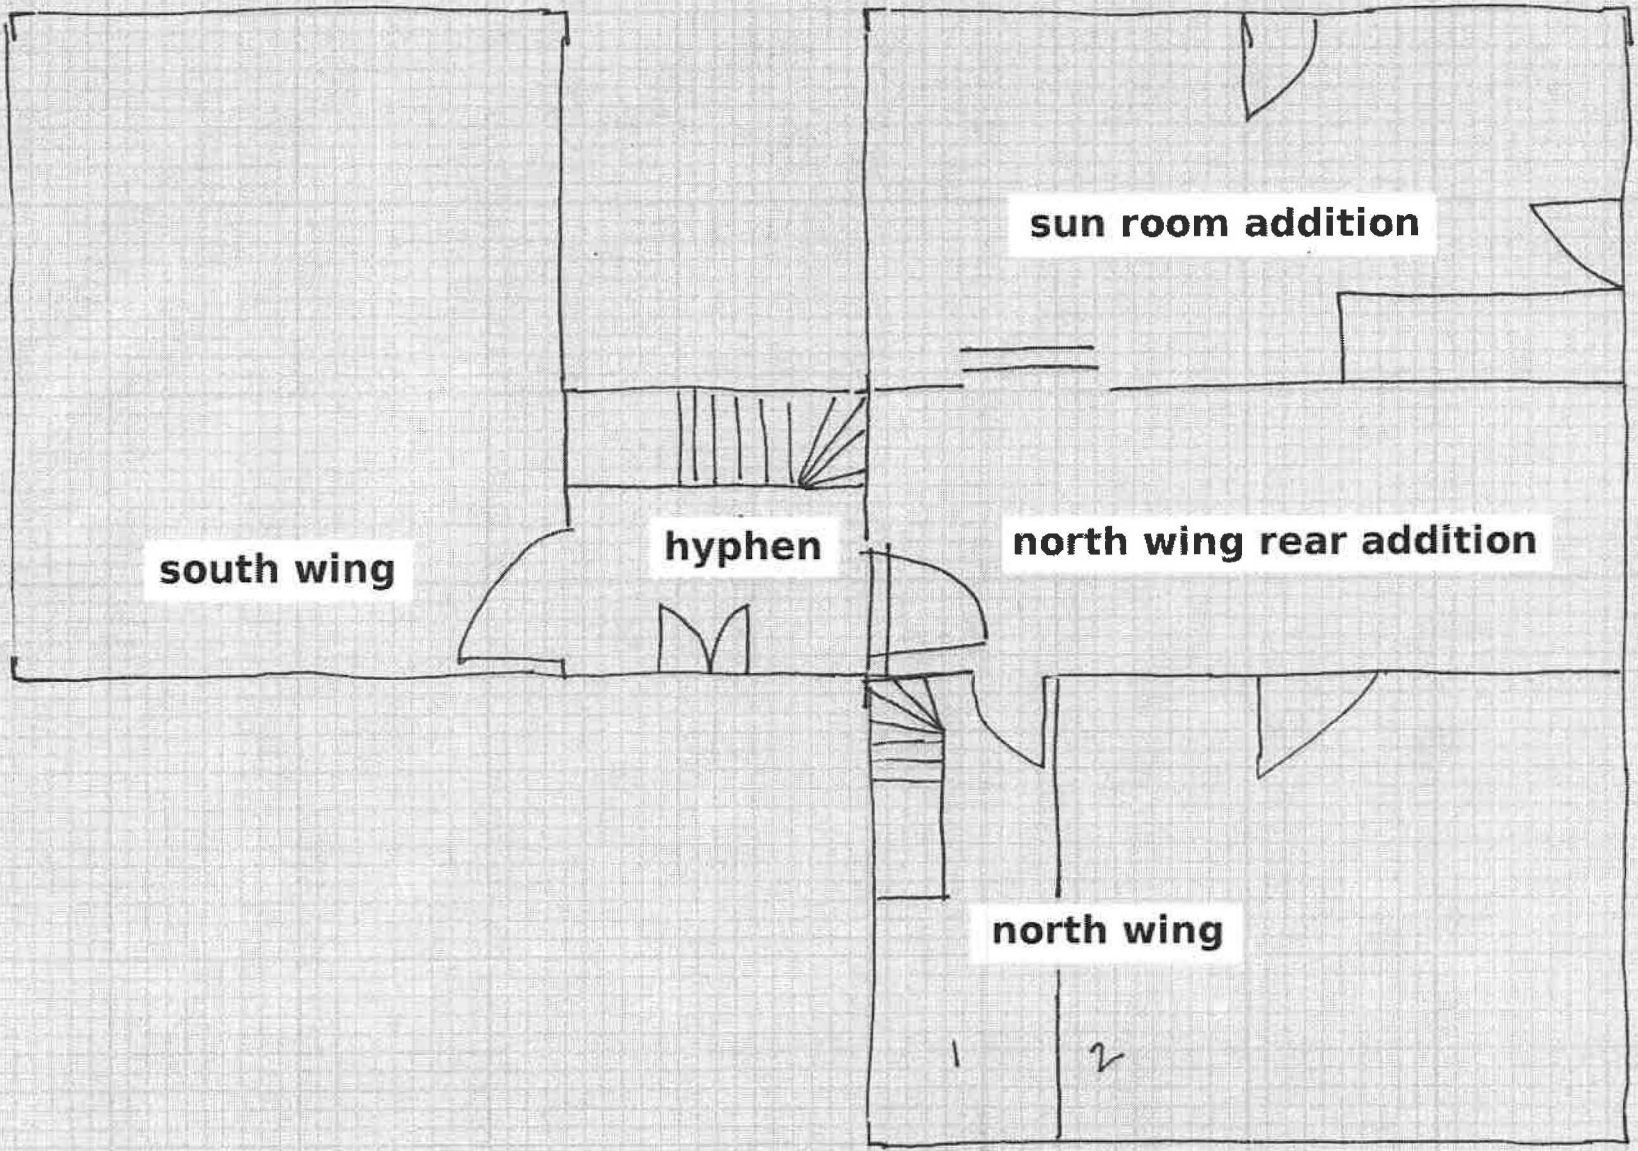 sun room addition
hyphen
north wing rear addition
south wing
north wing
1
2